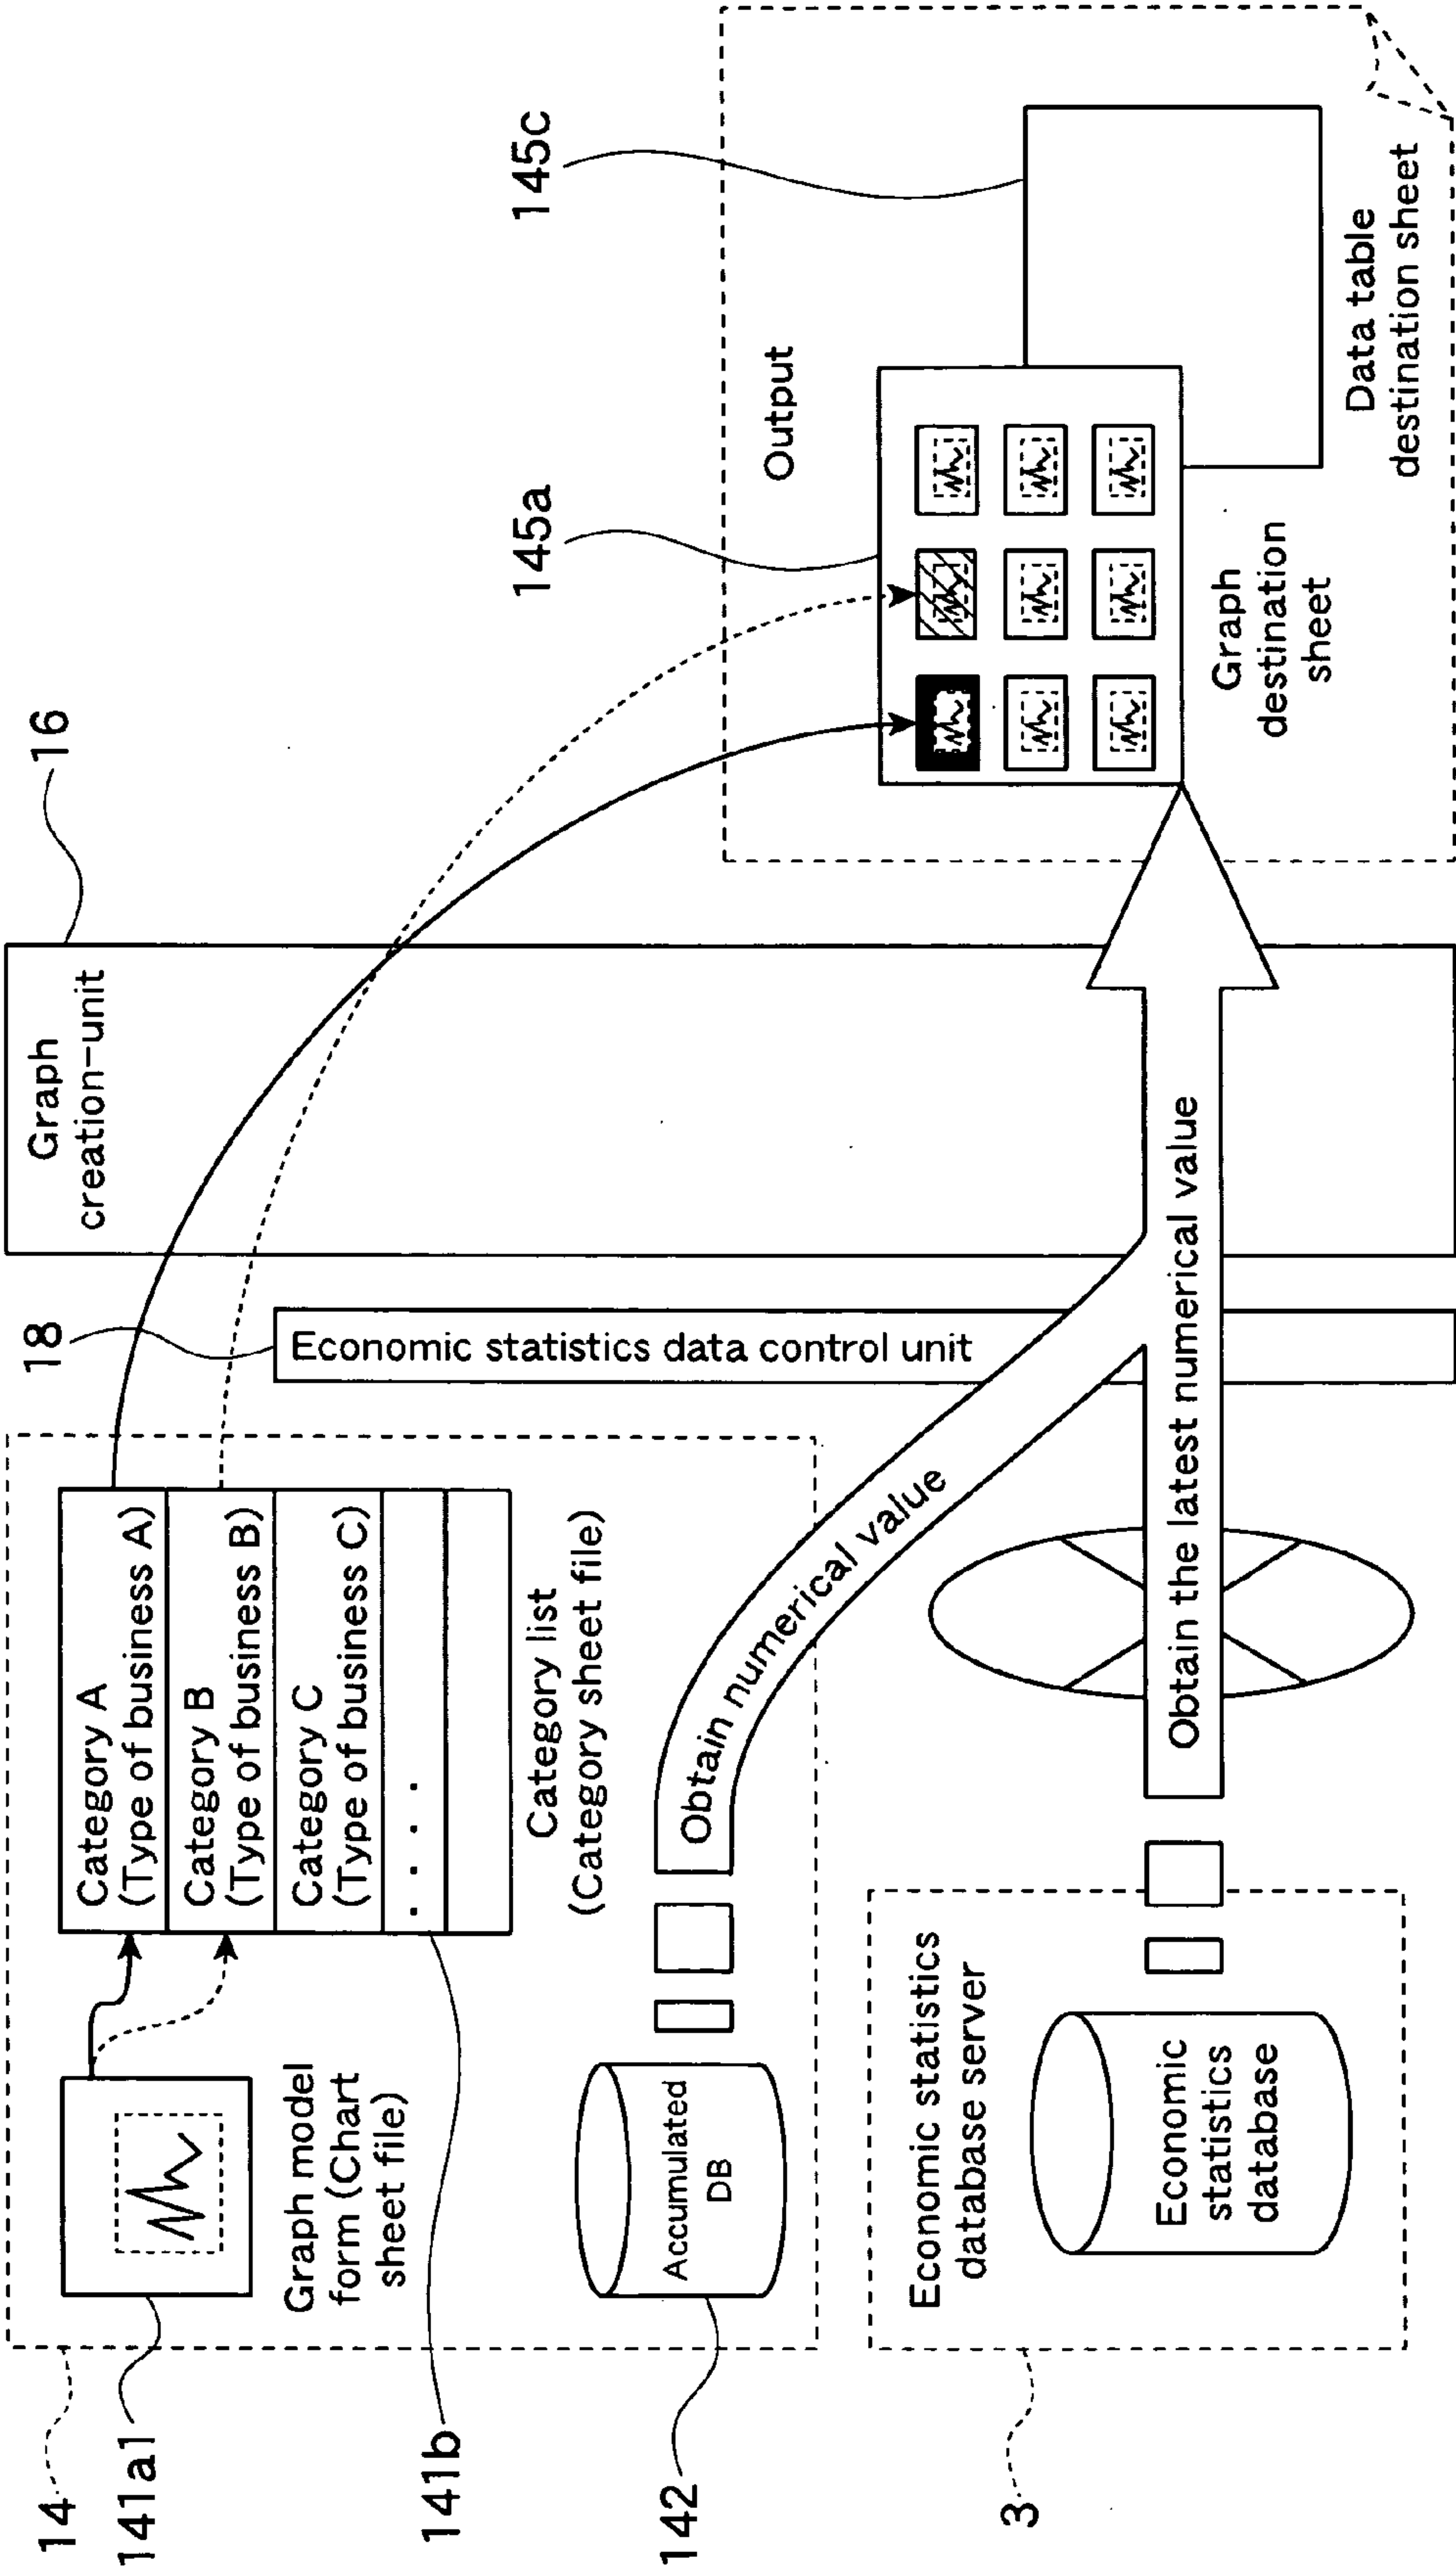 14
141a1
Graph model
form (Chart
sheet file)
Category A
(Type of business A)
Category B
(Type of business B)
Category C
(Type of business C)
. . . .
Category list
(Category sheet file)
141b
142
Accumulated
DB
Obtain numerical value
3
Economic statistics
database server
Economic
statistics
database
Obtain the latest numerical value
18
Economic statistics data control unit
16
Graph
creation-unit
145a
145c
Output
Graph
destination
sheet
Data table
destination sheet